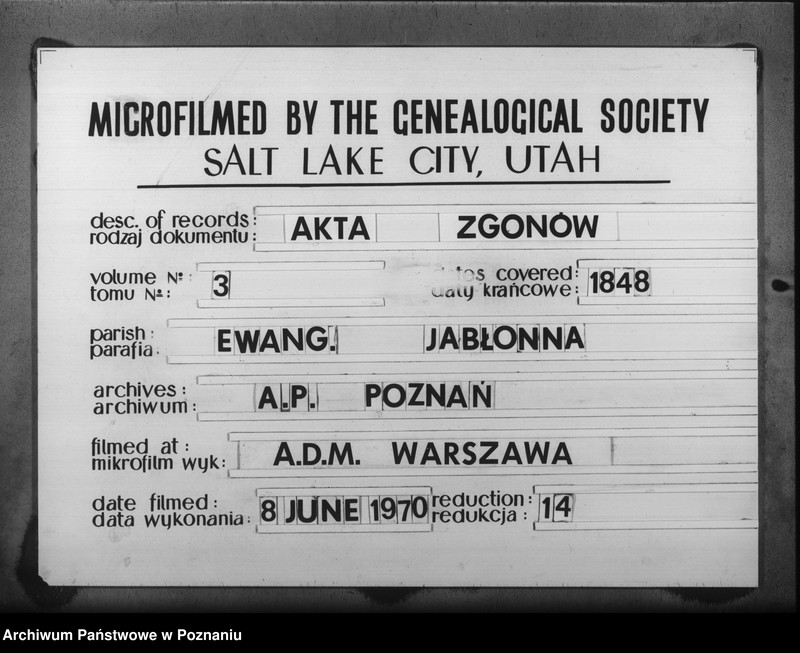 MICROFILMED BY THE GENEALOGICAL SOCIETY
SALT LAKE CITY, UTAH
desc. of records: AKTA ZGONÓW
rodzaj dokumentu:
volume №: 3 covered: 1848
tomu №: daty krańcowe:
parish: EWANG. JABŁONNA
parafia:
archives: A.P. POZNAŃ
archiwum:
filmed at: A.D.M. WARSZAWA
mikrofilm wyk:
date filmed: 8 JUNE 1970 reduction: 14
data wykonania: redukcja:
Archiwum Państwowe w Poznaniu